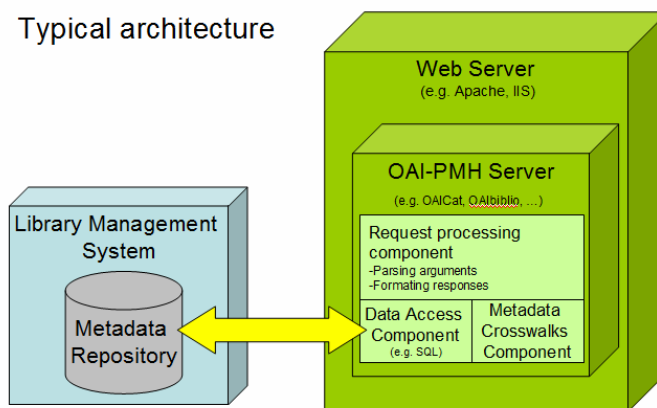 Typical architecture
Web Server
(e.g. Apache, IIS)
OAI-PMH Server
(e.g. OAICat, OAIbiblio, ...)
Library Management
System
Metadata
Repository
Request processing
component
-Parsing arguments
-Formating responses
Data Access
Component
(e.g. SQL)
Metadata
Crosswalks
Component